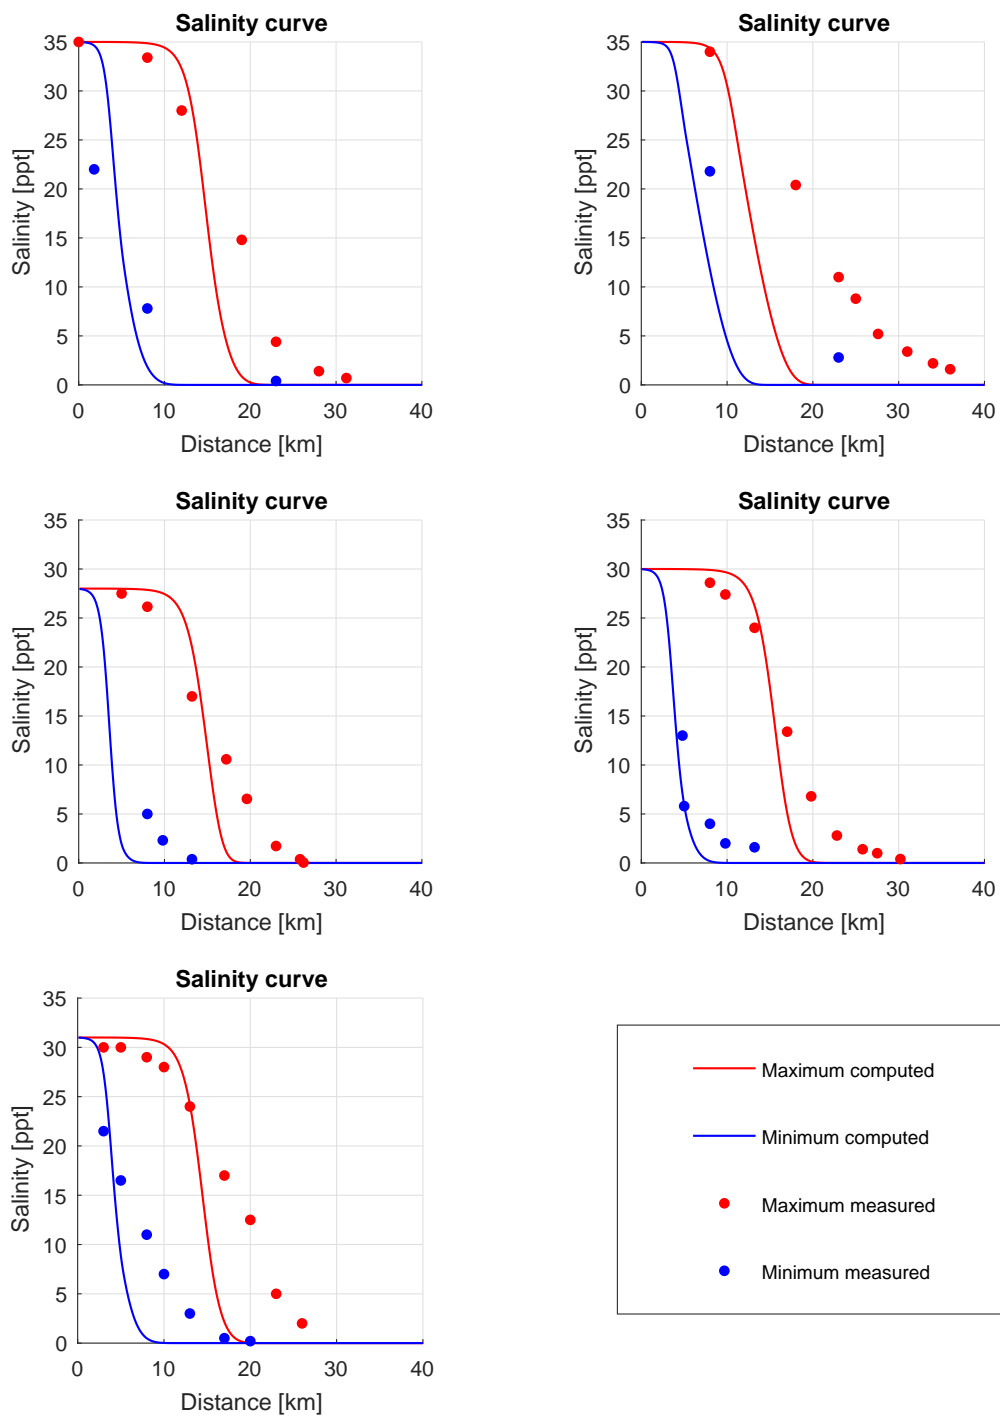 Salinity curve
35
30
25
20
15
10
5
0
Salinity [ppt]
0 10 20 30 40
Distance [km]
Salinity curve
35
30
25
20
15
10
5
0
Salinity [ppt]
0 10 20 30 40
Distance [km]
Salinity curve
35
30
25
20
15
10
5
0
Salinity [ppt]
0 10 20 30 40
Distance [km]
Salinity curve
35
30
25
20
15
10
5
0
Salinity [ppt]
0 10 20 30 40
Distance [km]
Salinity curve
35
30
25
20
15
10
5
0
Salinity [ppt]
0 10 20 30 40
Distance [km]
Maximum computed
Minimum computed
Maximum measured
Minimum measured